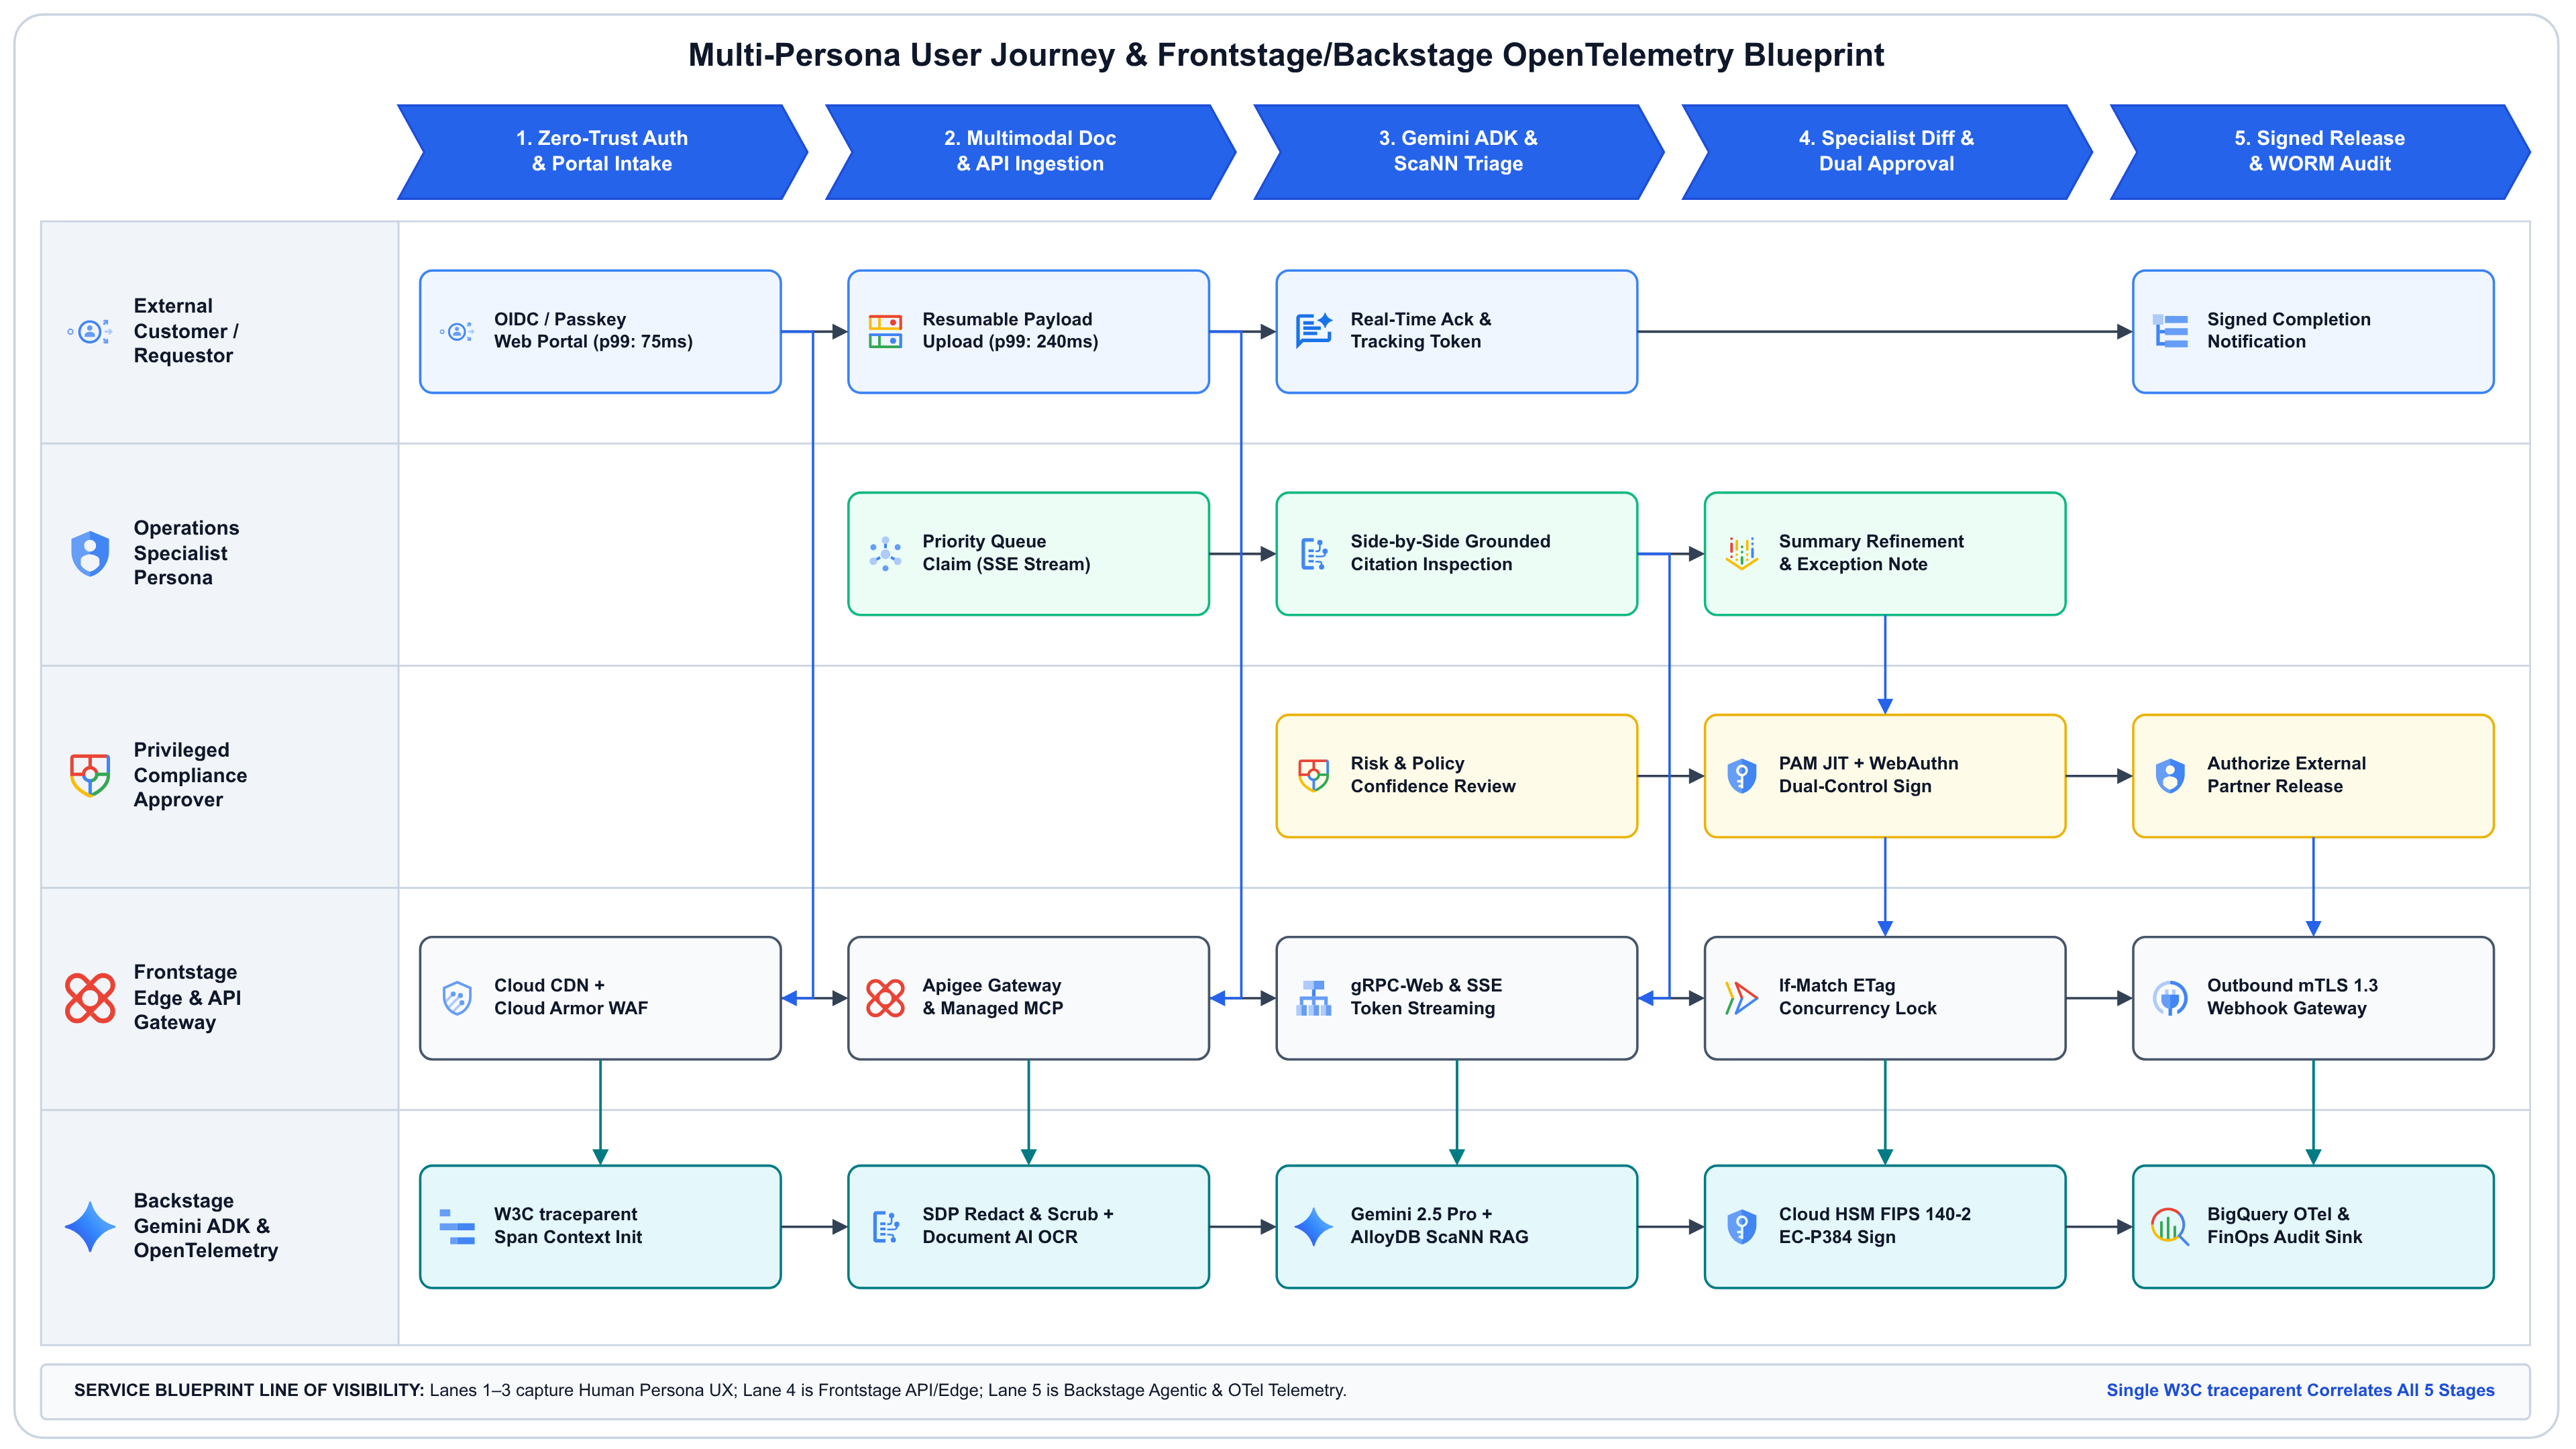 Multi-Persona User Journey & Frontstage/Backstage OpenTelemetry Blueprint
1. Zero-Trust Auth
& Portal Intake
2. Multimodal Doc
& API Ingestion
3. Gemini ADK &
ScaNN Triage
4. Specialist Diff &
Dual Approval
5. Signed Release
& WORM Audit
External
Customer /
Requestor
OIDC / Passkey
Web Portal (p99: 75ms)
Resumable Payload
Upload (p99: 240ms)
Real-Time Ack &
Tracking Token
Signed Completion
Notification
Operations
Specialist
Persona
Priority Queue
Claim (SSE Stream)
Side-by-Side Grounded
Citation Inspection
Summary Refinement
& Exception Note
Privileged
Compliance
Approver
Risk & Policy
Confidence Review
PAM JIT + WebAuthn
Dual-Control Sign
Authorize External
Partner Release
Frontstage
Edge & API
Gateway
Cloud CDN +
Cloud Armor WAF
Apigee Gateway
& Managed MCP
gRPC-Web & SSE
Token Streaming
If-Match ETag
Concurrency Lock
Outbound mTLS 1.3
Webhook Gateway
Backstage
Gemini ADK &
OpenTelemetry
W3C traceparent
Span Context Init
SDP Redact & Scrub +
Document AI OCR
Gemini 2.5 Pro +
AlloyDB ScaNN RAG
Cloud HSM FIPS 140-2
EC-P384 Sign
BigQuery OTel &
FinOps Audit Sink
SERVICE BLUEPRINT LINE OF VISIBILITY: Lanes 1–3 capture Human Persona UX; Lane 4 is Frontstage API/Edge; Lane 5 is Backstage Agentic & OTel Telemetry.
Single W3C traceparent Correlates All 5 Stages